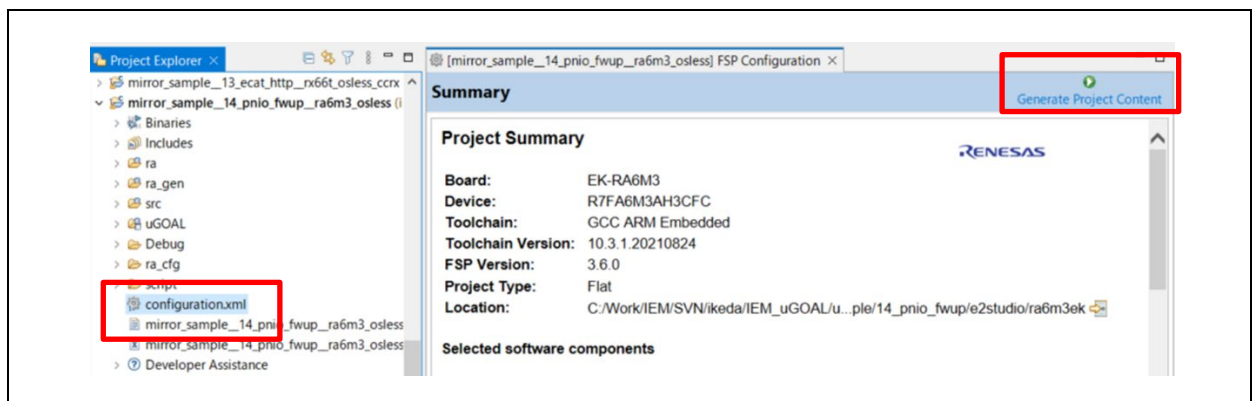 Project Explorer
mirror_sample__13_ecat_http__rx66t_osless_ccrx
mirror_sample__14_pnio_fwup__ra6m3_osless (i
Binaries
Includes
ra
ra_gen
src
uGOAL
Debug
ra_cfg
script
configuration.xml
mirror_sample__14_pnio_fwup__ra6m3_osless
mirror_sample__14_pnio_fwup__ra6m3_osless
Developer Assistance
[mirror_sample__14_pnio_fwup__ra6m3_osless] FSP Configuration
Summary
Generate Project Content
Project Summary
RENESAS
Board: EK-RA6M3
Device: R7FA6M3AH3CFC
Toolchain: GCC ARM Embedded
Toolchain Version: 10.3.1.20210824
FSP Version: 3.6.0
Project Type: Flat
Location: C:/Work/IEM/SVN/ikeda/IEM_uGOAL/u...ple/14_pnio_fwup/e2studio/ra6m3ek
Selected software components